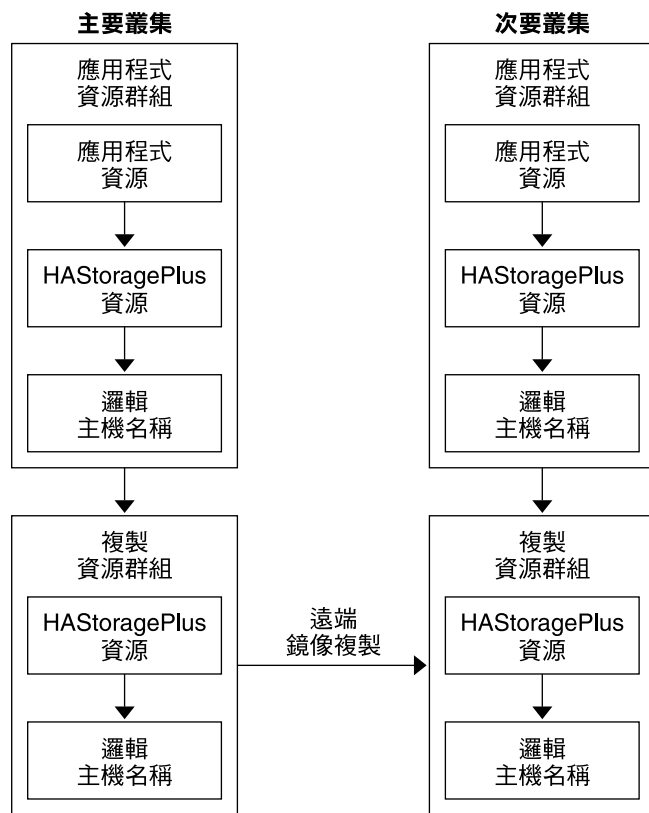 主要叢集
應用程式
資源群組
應用程式
資源
HAStoragePlus
資源
邏輯
主機名稱
複製
資源群組
HAStoragePlus
資源
邏輯
主機名稱
遠端
鏡像複製
次要叢集
應用程式
資源群組
應用程式
資源
HAStoragePlus
資源
邏輯
主機名稱
複製
資源群組
HAStoragePlus
資源
邏輯
主機名稱